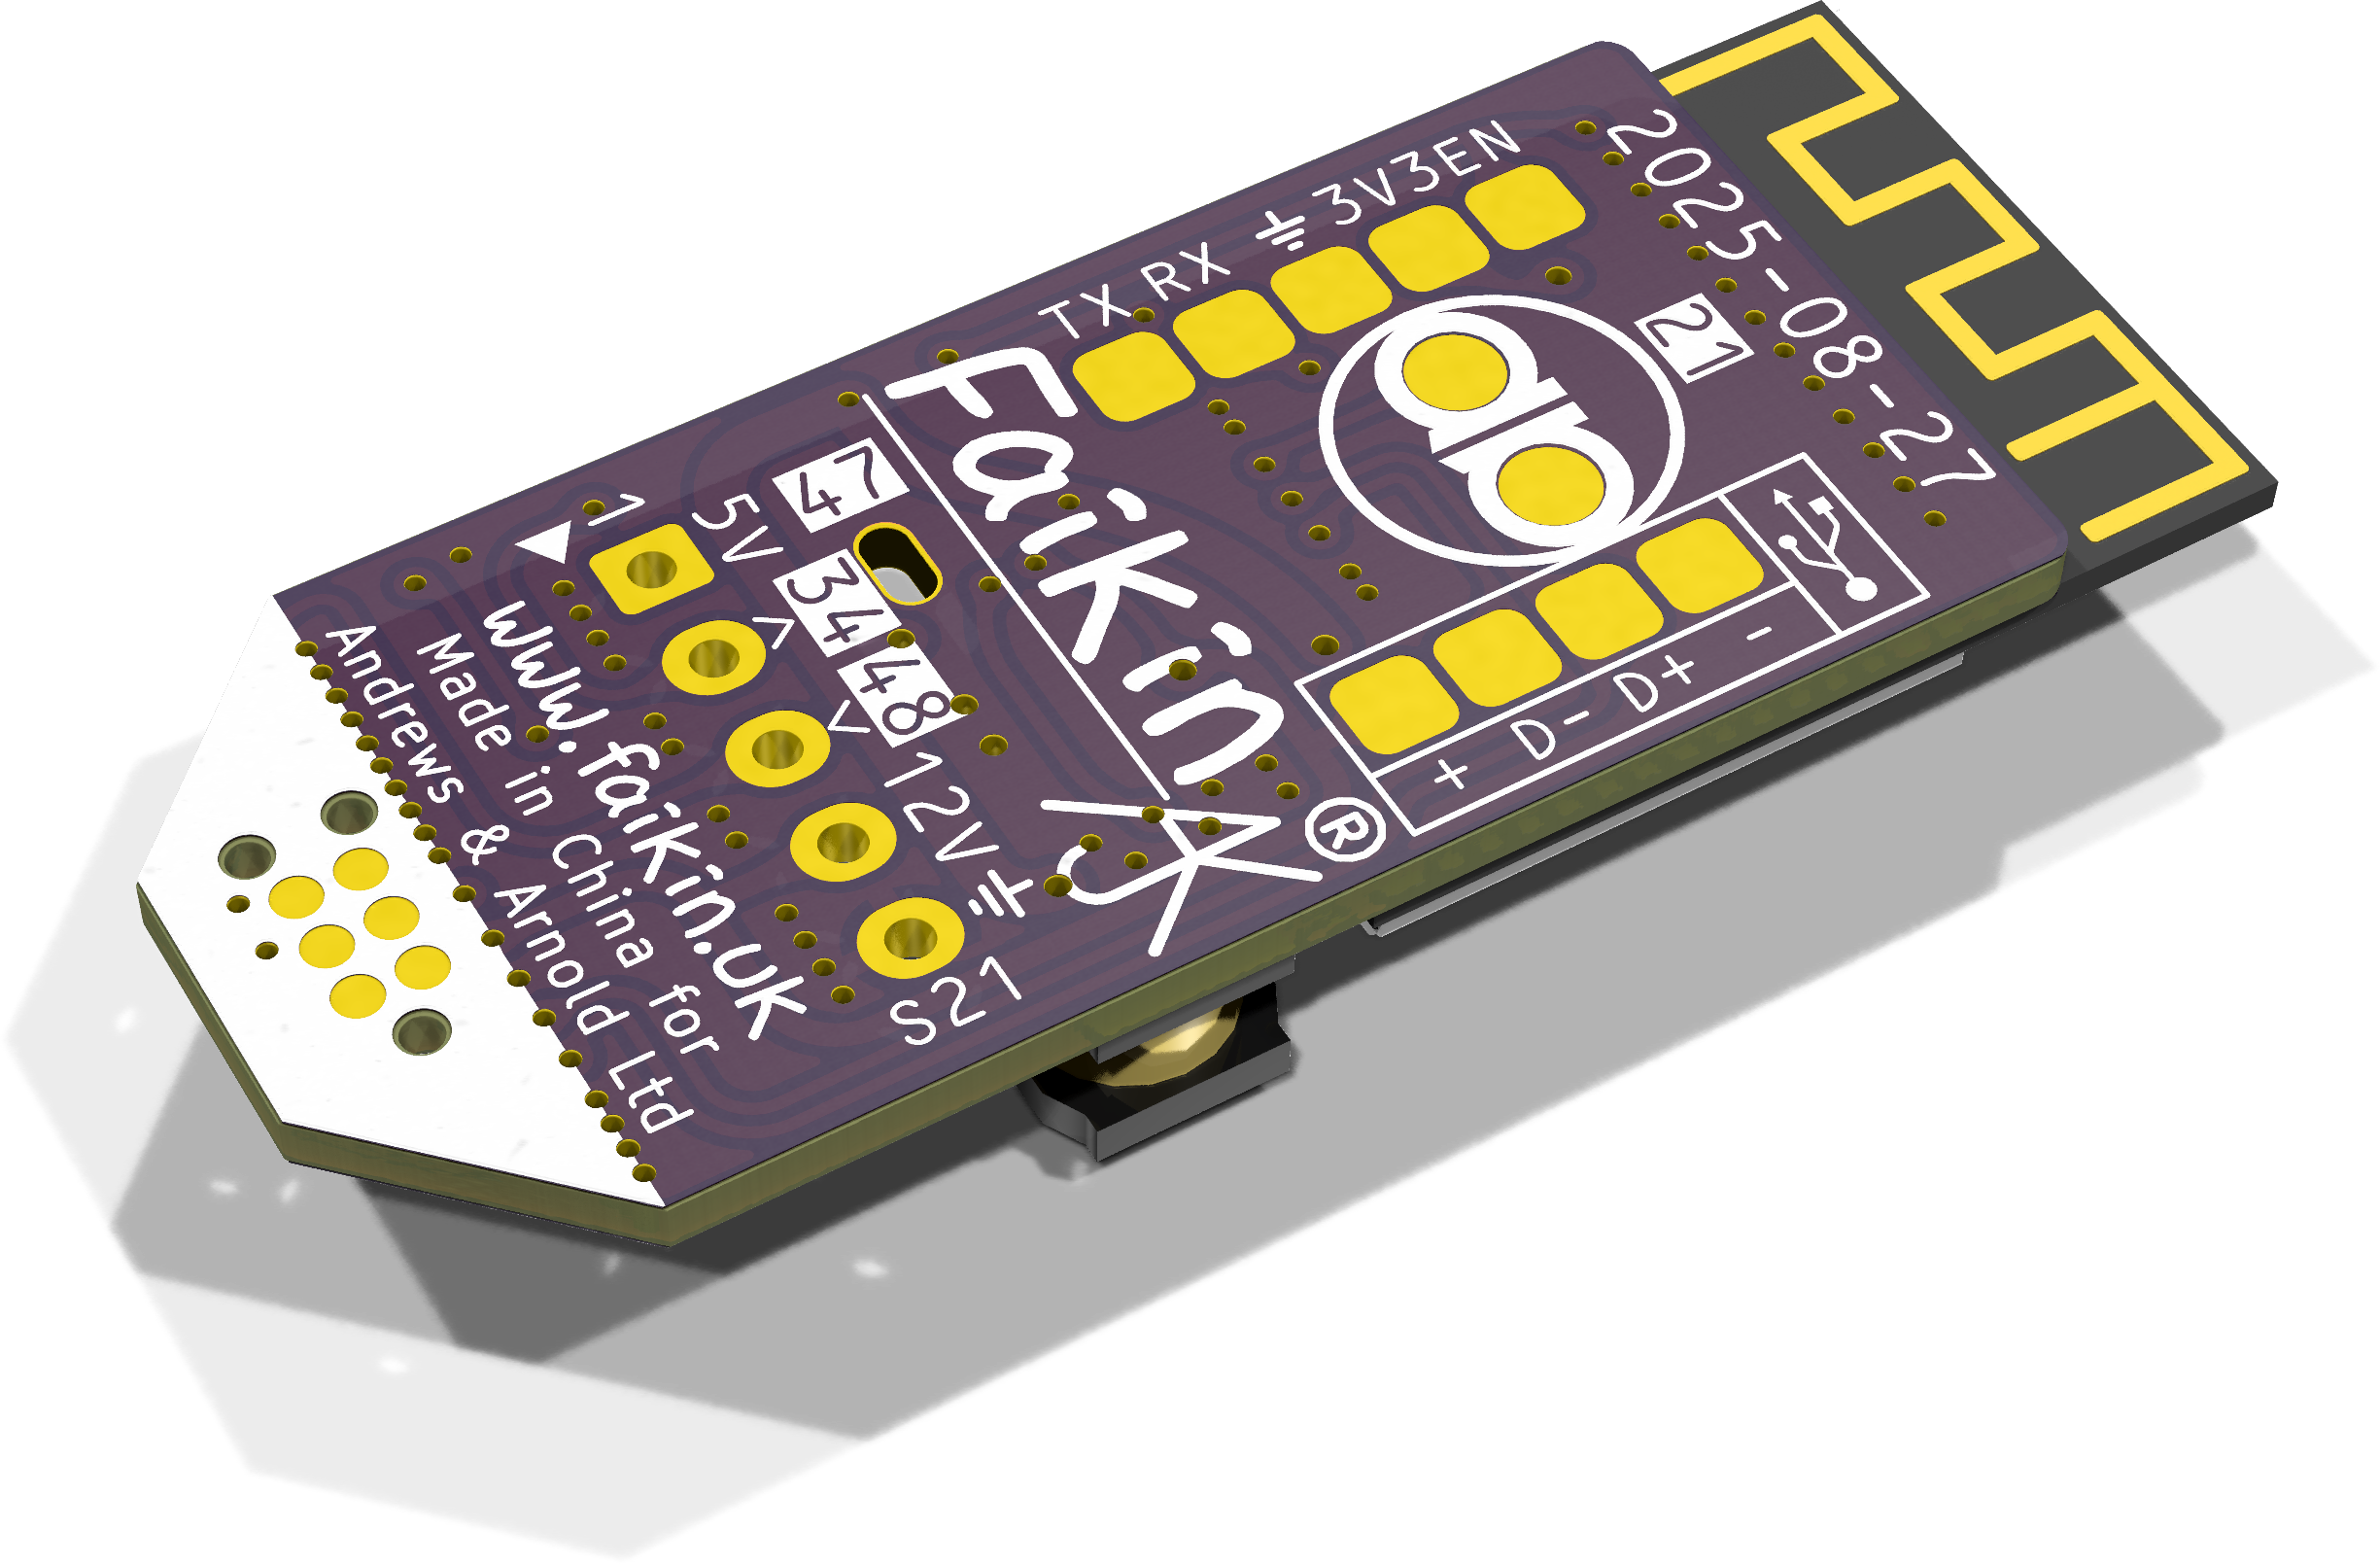 2025-08-27
21
TX RX ⏚ 3V3 EN
ab
+ D- D+ -
Faikin
®
47
34
48
1
5V
>
<
12V
S21
www.faikin.uk
Made in China for
Andrews & Arnold Ltd